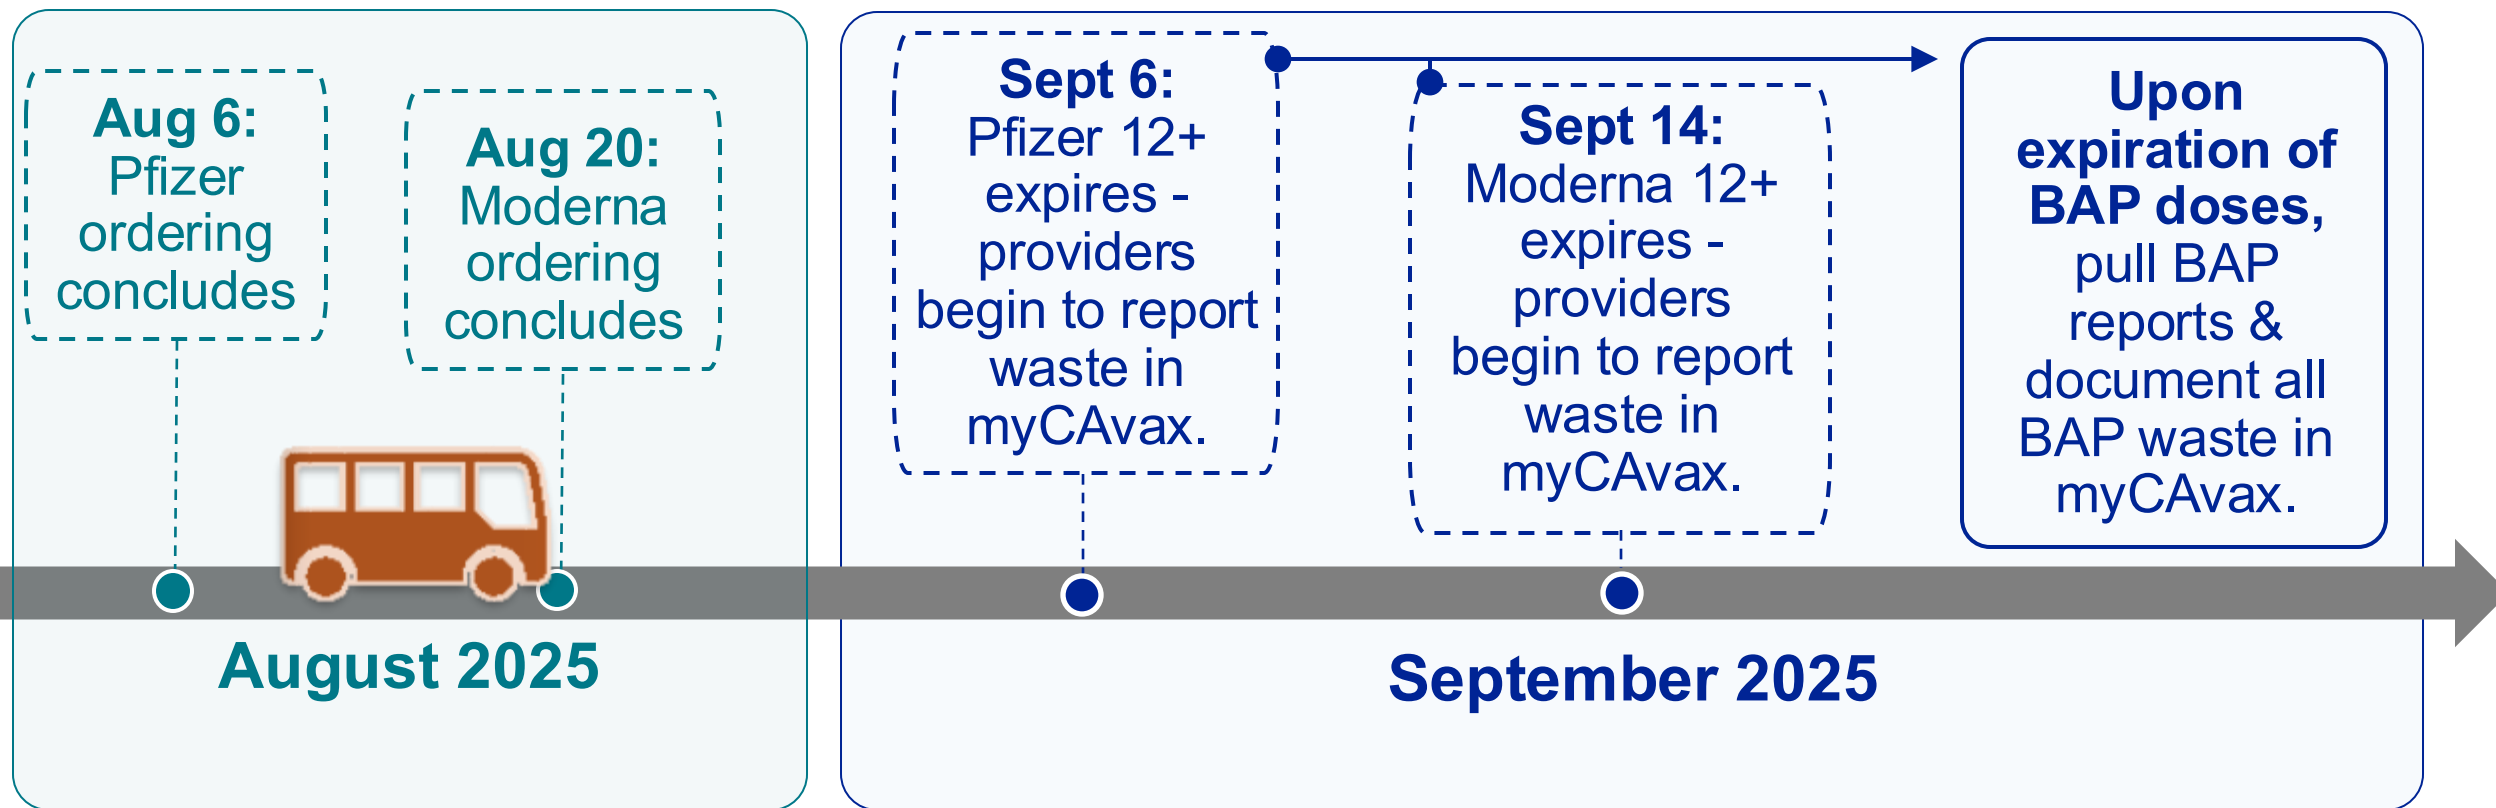 Aug 6:
Pfizer
ordering
concludes
Aug 20:
Moderna
ordering
concludes
August 2025
Sept 6:
Pfizer 12+
expires -
providers
begin to report
waste in
myCAvax.
Sept 14:
Moderna 12+
expires -
providers
begin to report
waste in
myCAvax.
Upon
expiration of
BAP doses,
pull BAP
reports &
document all
BAP waste in
myCAvax.
September 2025